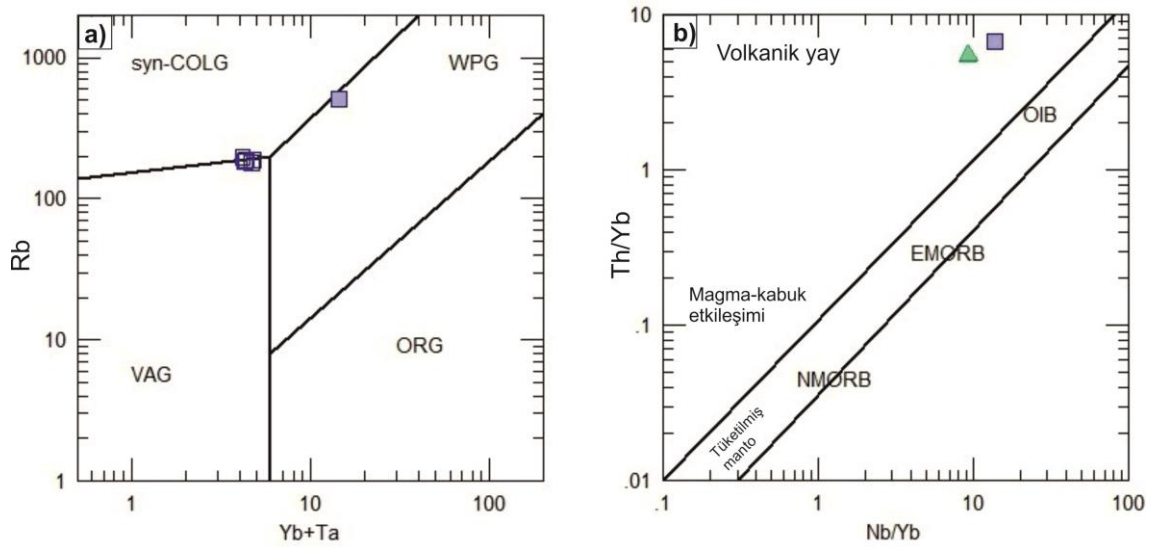 a)
syn-COLG
WPG
VAG
ORG
1000
100
10
1
1
10
100
Rb
Yb+Ta
b)
Volkanik yay
OIB
EMORB
Magma-kabuk
etkileşimi
NMORB
Tüketilmiş
manto
10
1
.1
.01
.1
1
10
100
Th/Yb
Nb/Yb